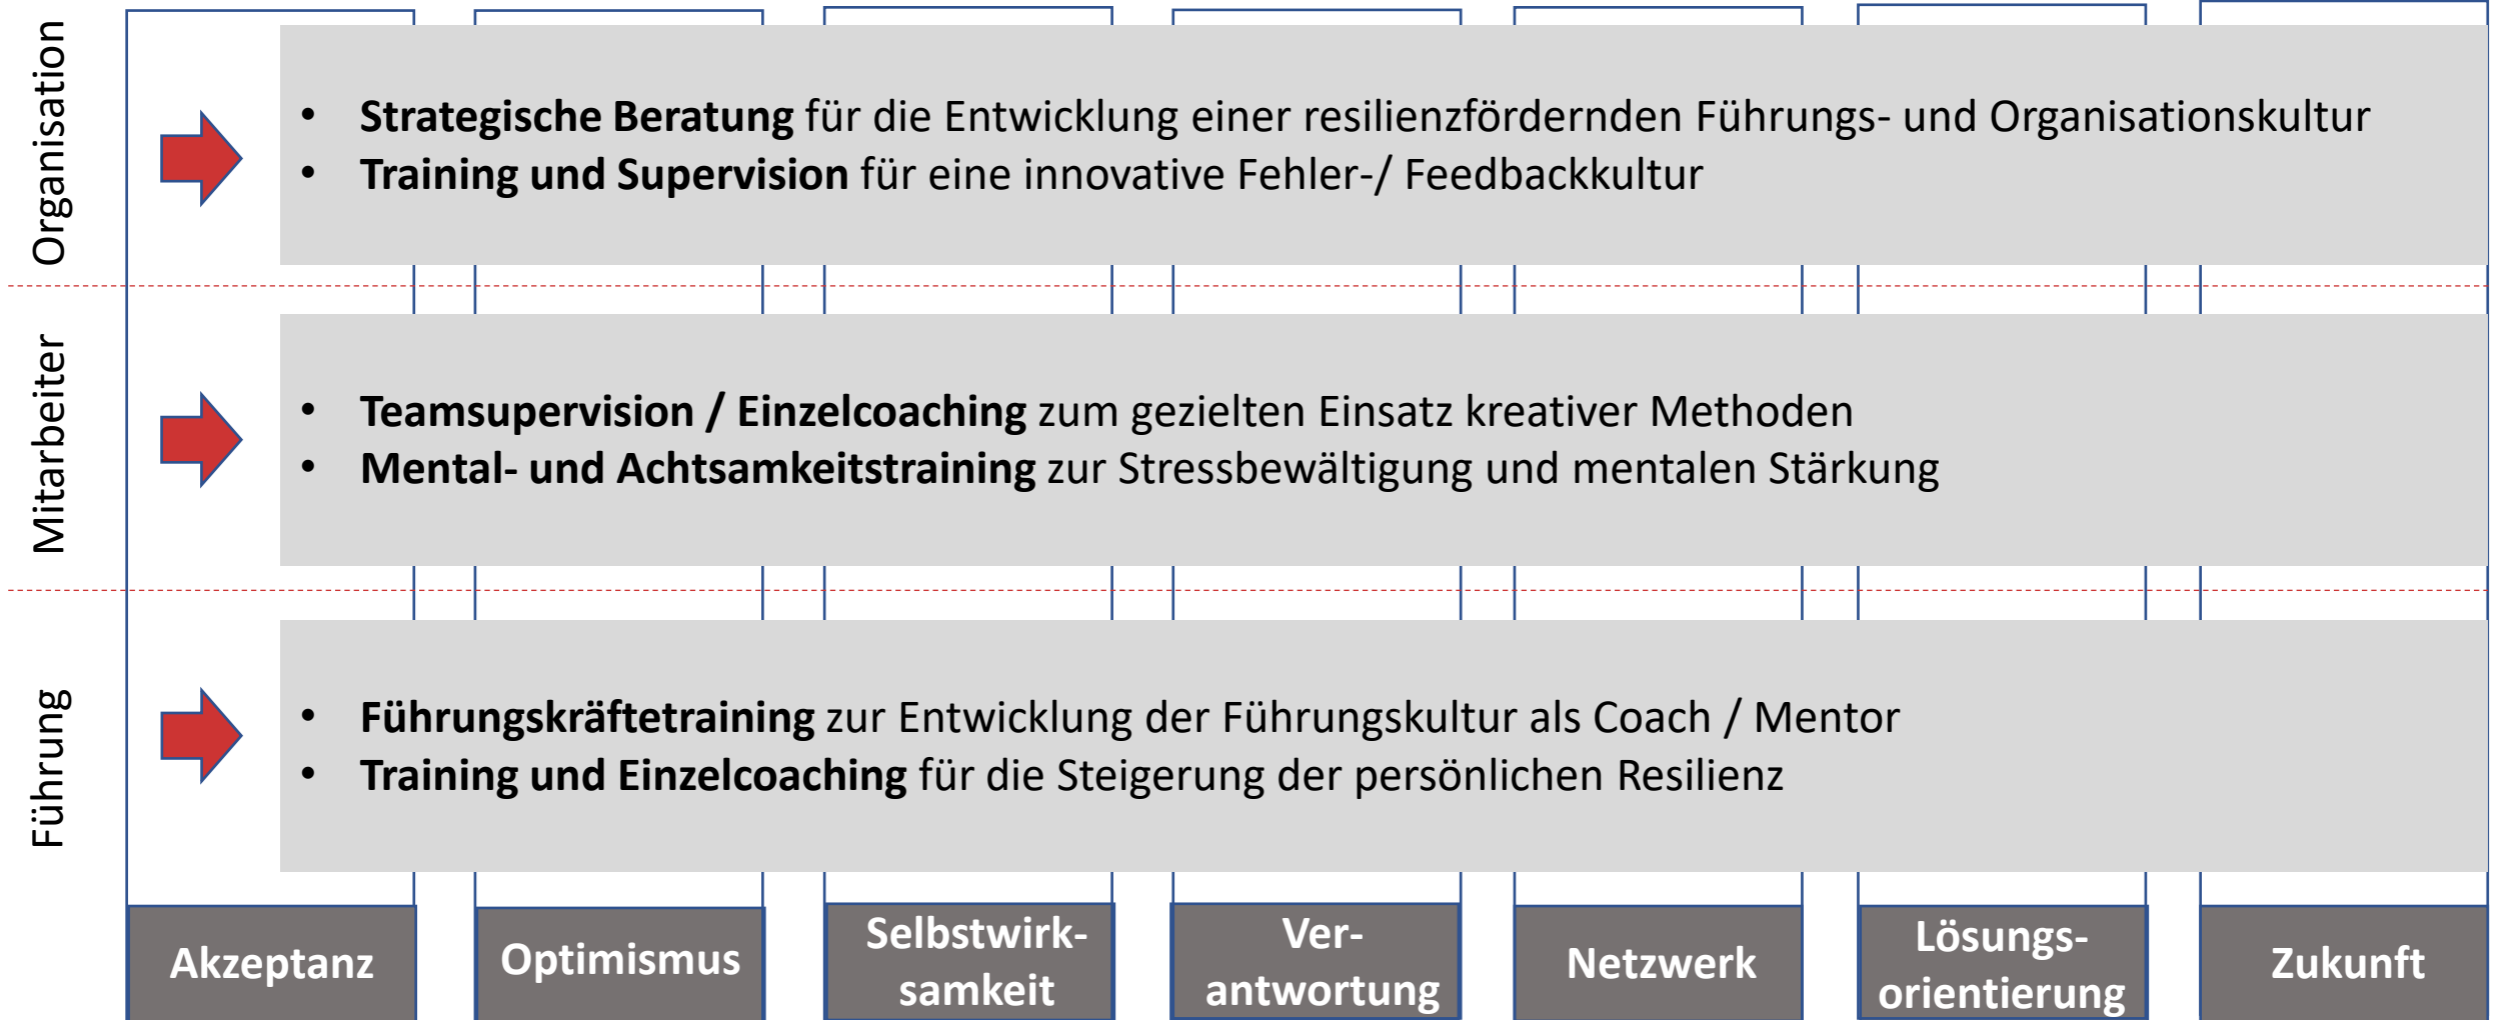 Organisation
• Strategische Beratung für die Entwicklung einer resilienzfördernden Führungs- und Organisationskultur
• Training und Supervision für eine innovative Fehler-/ Feedbackkultur
Mitarbeiter
• Teamsupervision / Einzelcoaching zum gezielten Einsatz kreativer Methoden
• Mental- und Achtsamkeitstraining zur Stressbewältigung und mentalen Stärkung
Führung
• Führungskräftetraining zur Entwicklung der Führungskultur als Coach / Mentor
• Training und Einzelcoaching für die Steigerung der persönlichen Resilienz
Akzeptanz
Optimismus
Selbstwirk-
samkeit
Ver-
antwortung
Netzwerk
Lösungs-
orientierung
Zukunft